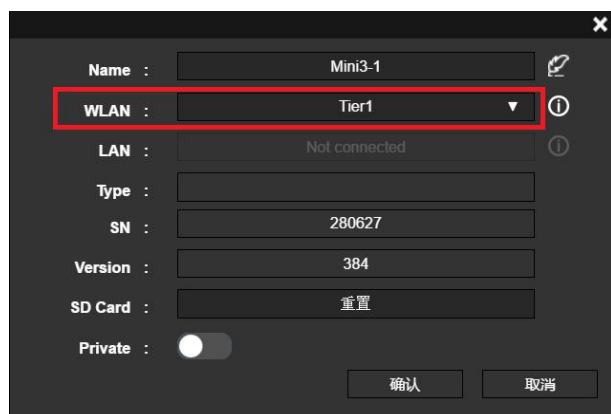 Name : Mini3-1
WLAN : Tier1
LAN : Not connected
Type :
SN : 280627
Version : 384
SD Card : 重置
Private :
确认 取消